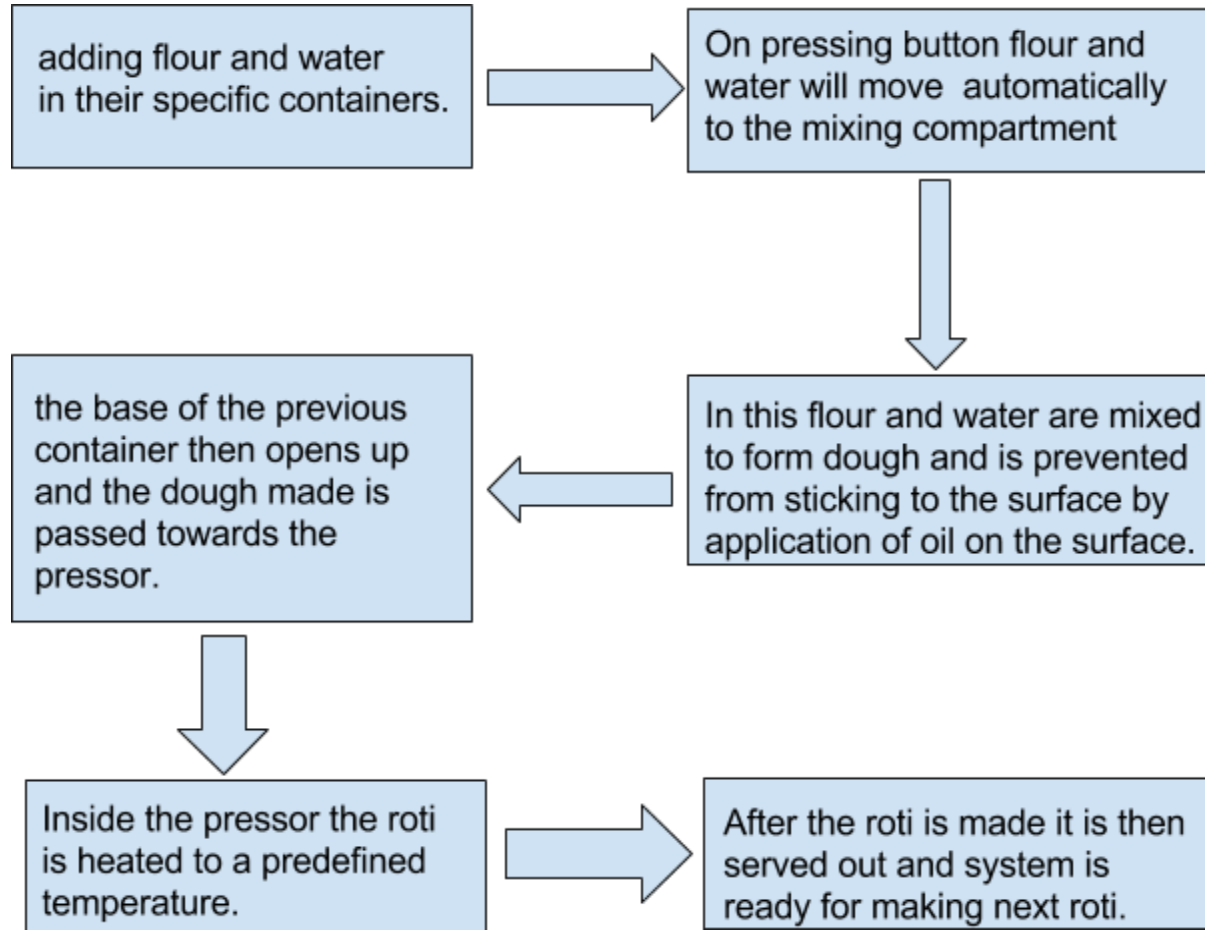 adding flour and water
in their specific containers.
On pressing button flour and
water will move  automatically
to the mixing compartment
In this flour and water are mixed
to form dough and is prevented
from sticking to the surface by
application of oil on the surface.
the base of the previous
container then opens up
and the dough made is
passed towards the
pressor.
Inside the pressor the roti
is heated to a predefined
temperature.
After the roti is made it is then
served out and system is
ready for making next roti.